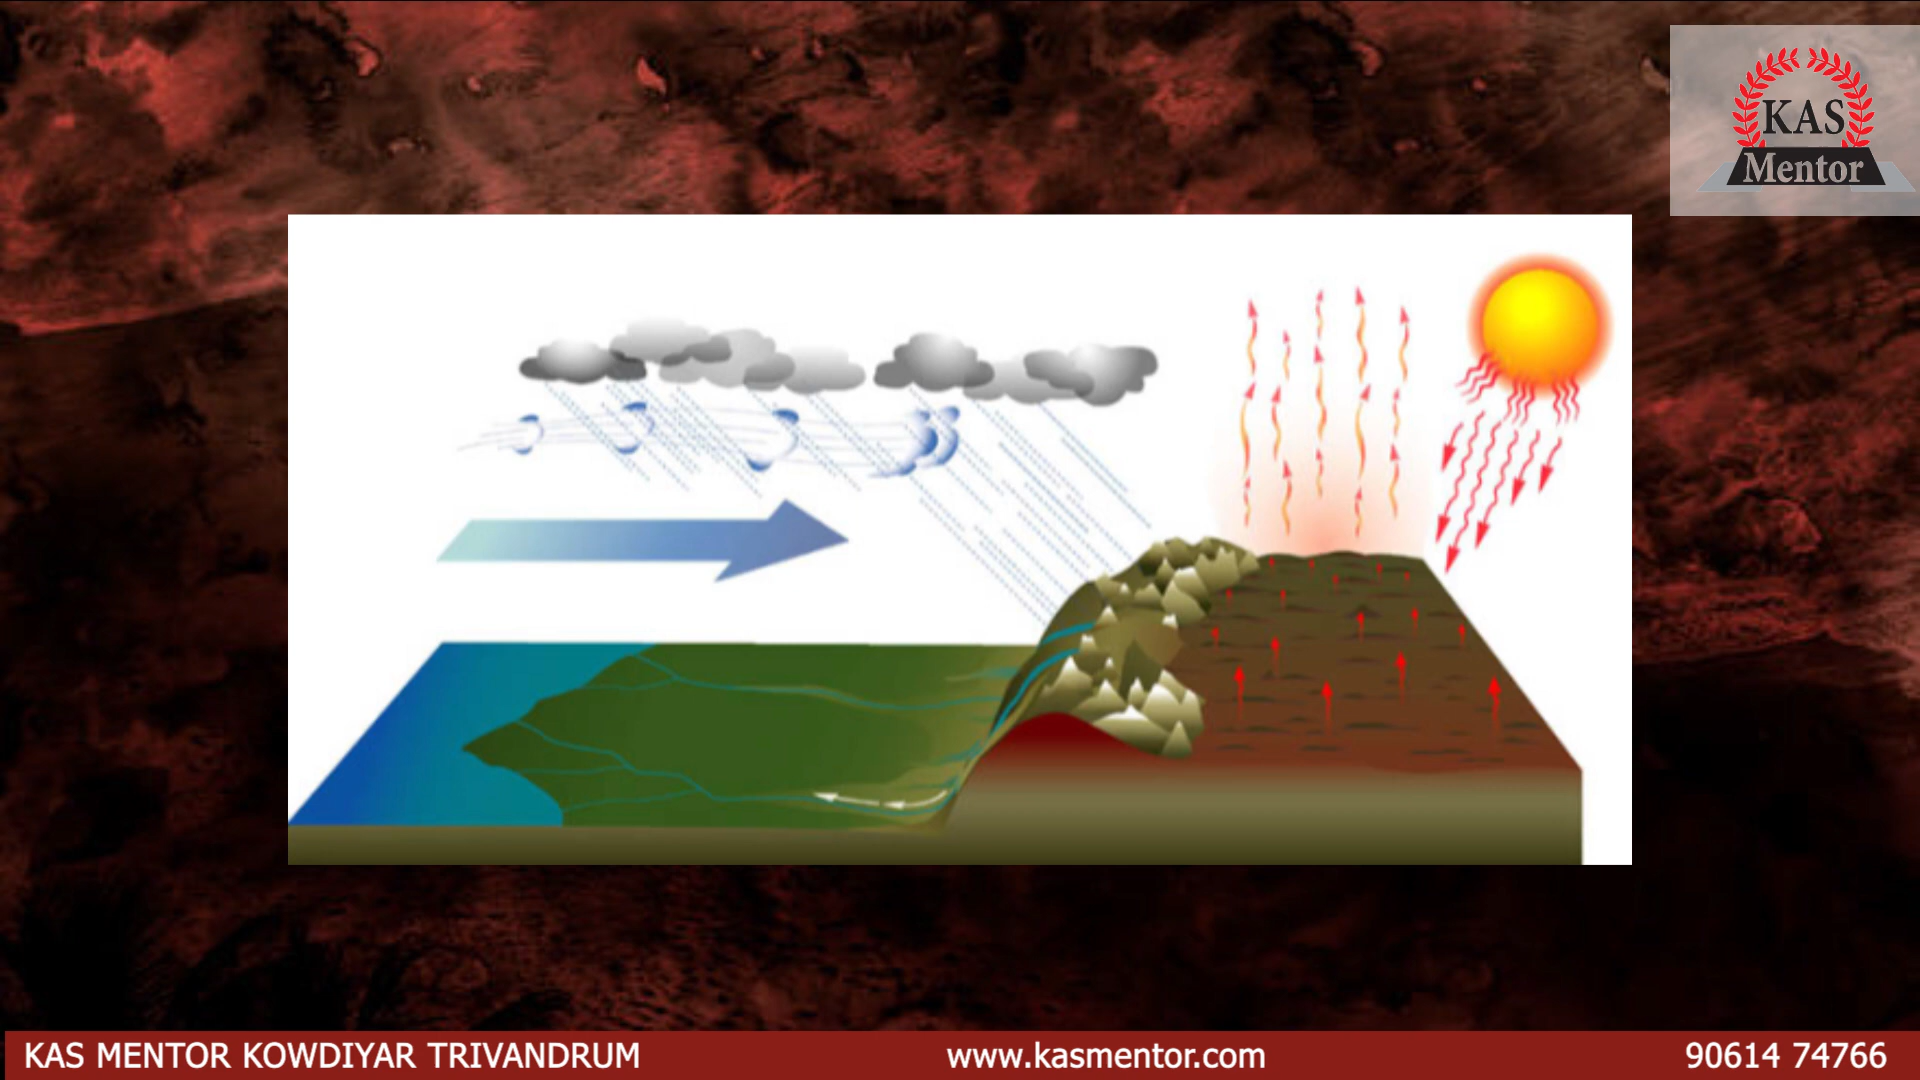 KAS
Mentor
KAS MENTOR KOWDIYAR TRIVANDRUM
www.kasmentor.com
90614 74766